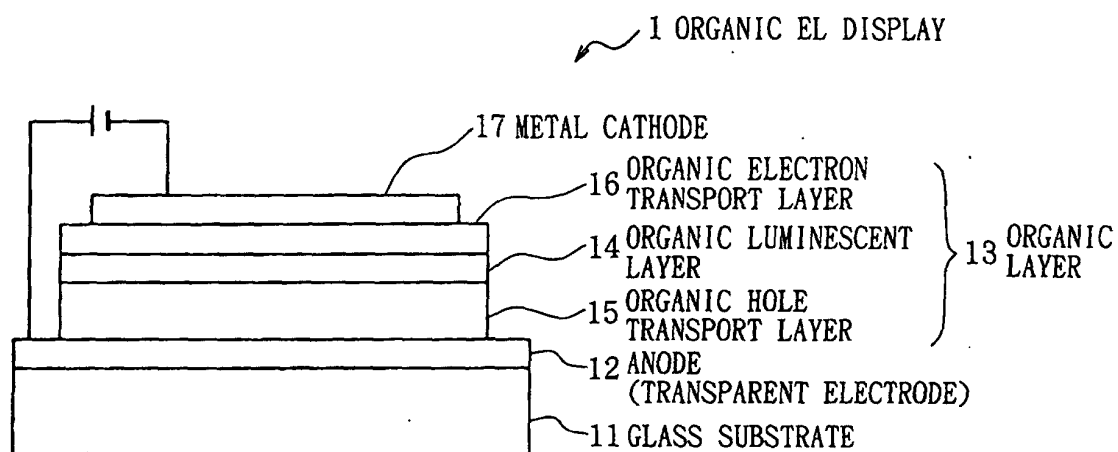 1 ORGANIC EL DISPLAY
17 METAL CATHODE
16 ORGANIC ELECTRON
TRANSPORT LAYER
14 ORGANIC LUMINESCENT
LAYER
13 ORGANIC
LAYER
15 ORGANIC HOLE
TRANSPORT LAYER
12 ANODE
(TRANSPARENT ELECTRODE)
11 GLASS SUBSTRATE